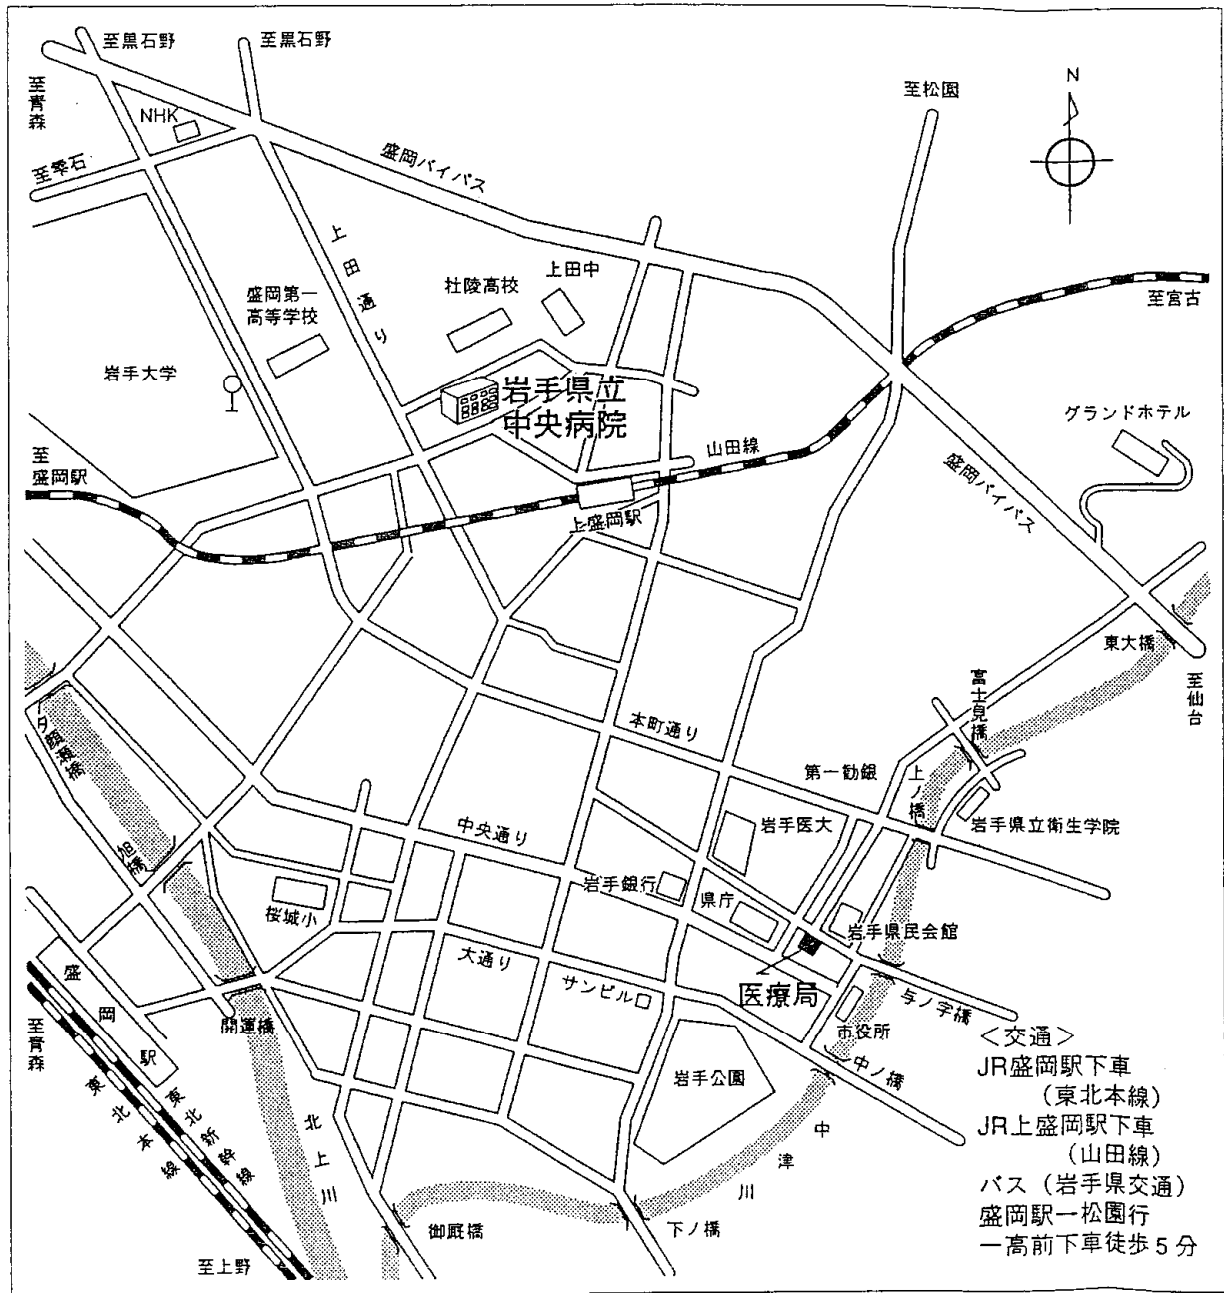 至黒石野
至黒石野
至青森
NHK
至松園
N
至雫石
盛岡バイパス
上田通り
上田中
杜陵高校
盛岡第一
高等学校
至宮古
岩手大学
岩手県立
中央病院
グランドホテル
至
盛岡駅
山田線
盛岡バイパス
上盛岡駅
東大橋
富士見橋
至仙台
夕顔瀬橋
本町通り
第一勧銀
上ノ橋
岩手県立衛生学院
岩手医大
中央通り
旭橋
岩手銀行
県庁
桜城小
岩手県民会館
大通り
サンビル
医療局
与ノ字橋
盛岡駅
開運橋
市役所
中ノ橋
至青森
岩手公園
東北本線
東北新幹線
北上川
中津川
御厩橋
下ノ橋
至上野
<交通>
JR盛岡駅下車
(東北本線)
JR上盛岡駅下車
(山田線)
バス(岩手県交通)
盛岡駅―松園行
一高前下車徒歩5分